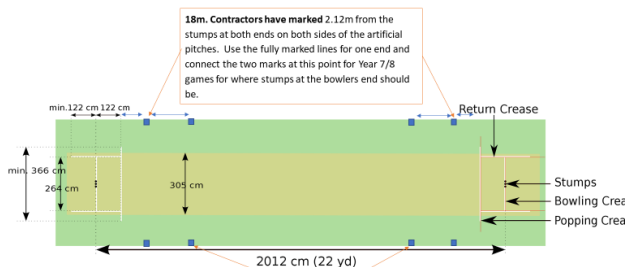 18m. Contractors have marked 2.12m from the
stumps at both ends on both sides of the artificial
pitches. Use the fully marked lines for one end and
connect the two marks at this point for Year 7/8
games for where stumps at the bowlers end should
be.
min.122 cm 122 cm
Return Crease
min. 366 cm
264 cm
305 cm
Stumps
Bowling Crea
Popping Crea
2012 cm (22 yd)